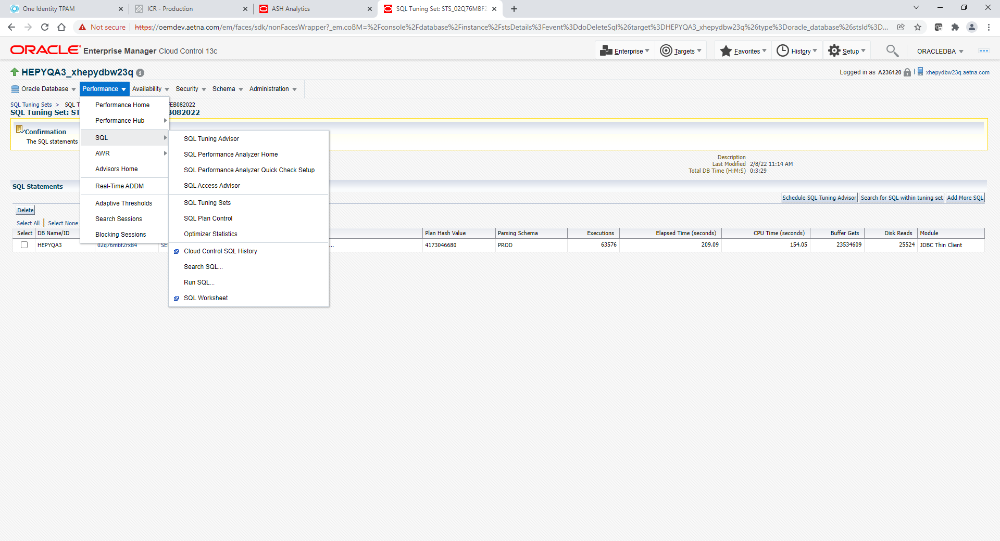 One Identity TPAM
ICR - Production
ASH Analytics
SQL Tuning Set: STS_02Q76MBF2
Not secure
https://oemdev.aetna.com/em/faces/sdk/nonFacesWrapper?_em.coBM=%2Fconsole%2Fdatabase%2Finstance%2FstsDetails%3Fevent%3DdoDeleteSql%26target%3DHEPYQA3_xhepydbw23q%26type%3Doracle_database%26stsId%3D...
ORACLE Enterprise Manager Cloud Control 13c
Enterprise
Targets
Favorites
History
Setup
ORACLEDBA
HEPYQA3_xhepydbw23q
Logged in as A236120
xhepydbw23q.aetna.com
Oracle Database
Performance
Availability
Security
Schema
Administration
SQL Tuning Sets > SQL T
FEB082022
SQL Tuning Set: ST
B082022
Confirmation
The SQL statements
Performance Home
Performance Hub
SQL
AWR
Advisors Home
Real-Time ADDM
Adaptive Thresholds
Search Sessions
Blocking Sessions
SQL Tuning Advisor
SQL Performance Analyzer Home
SQL Performance Analyzer Quick Check Setup
SQL Access Advisor
SQL Tuning Sets
SQL Plan Control
Optimizer Statistics
Cloud Control SQL History
Search SQL...
Run SQL...
SQL Worksheet
Description
Last Modified 2/8/22 11:14 AM
Total DB Time (H:M:S) 0:3:29
SQL Statements
Schedule SQL Tuning Advisor
Search for SQL within tuning set
Add More SQL
Delete
Select All | Select None
Select DB Name/ID Plan Hash Value Parsing Schema Executions Elapsed Time (seconds) CPU Time (seconds) Buffer Gets Disk Reads Module
HEPYQA3 02q76mbf2rx84 SE ... 4173046680 PROD 63576 209.09 154.05 23534609 25524 JDBC Thin Client